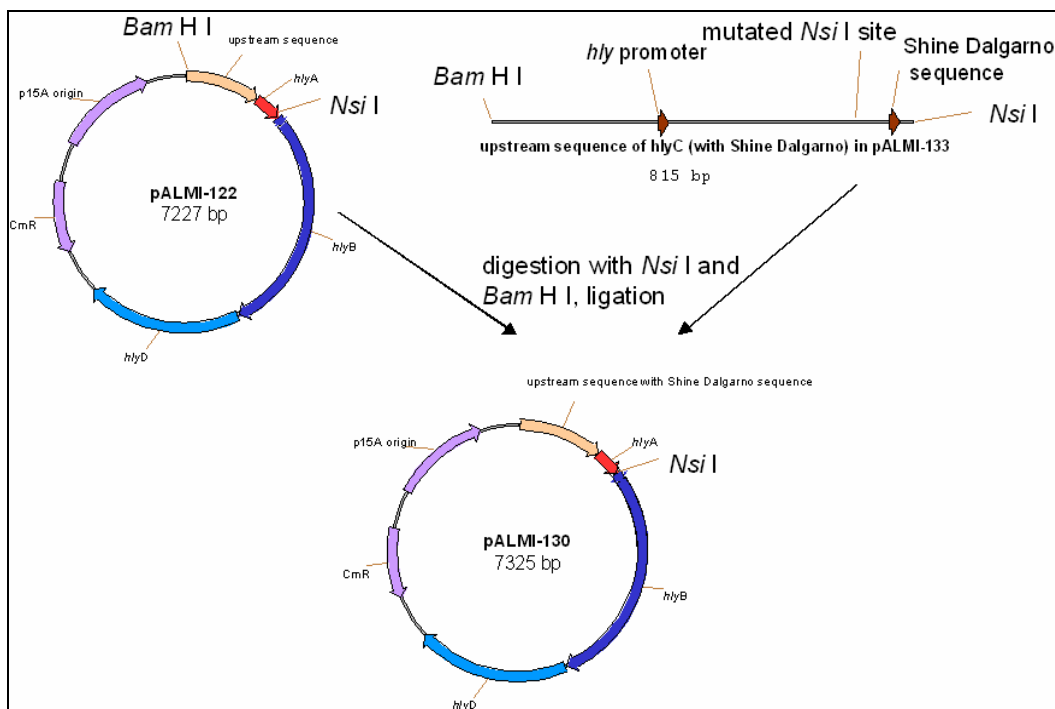 Bam H I
upstream sequence
hlyA
Nsi I
p15A origin
pALMI-122
7227 bp
CmR
hlyB
hlyD
mutated Nsi I site
hly promoter
Shine Dalgarno
sequence
Bam H I
Nsi I
upstream sequence of hlyC (with Shine Dalgarno) in pALMI-133
815 bp
digestion with Nsi I and
Bam H I, ligation
upstream sequence with Shine Dalgarno sequence
p15A origin
hlyA
Nsi I
pALMI-130
7325 bp
CmR
hlyB
hlyD